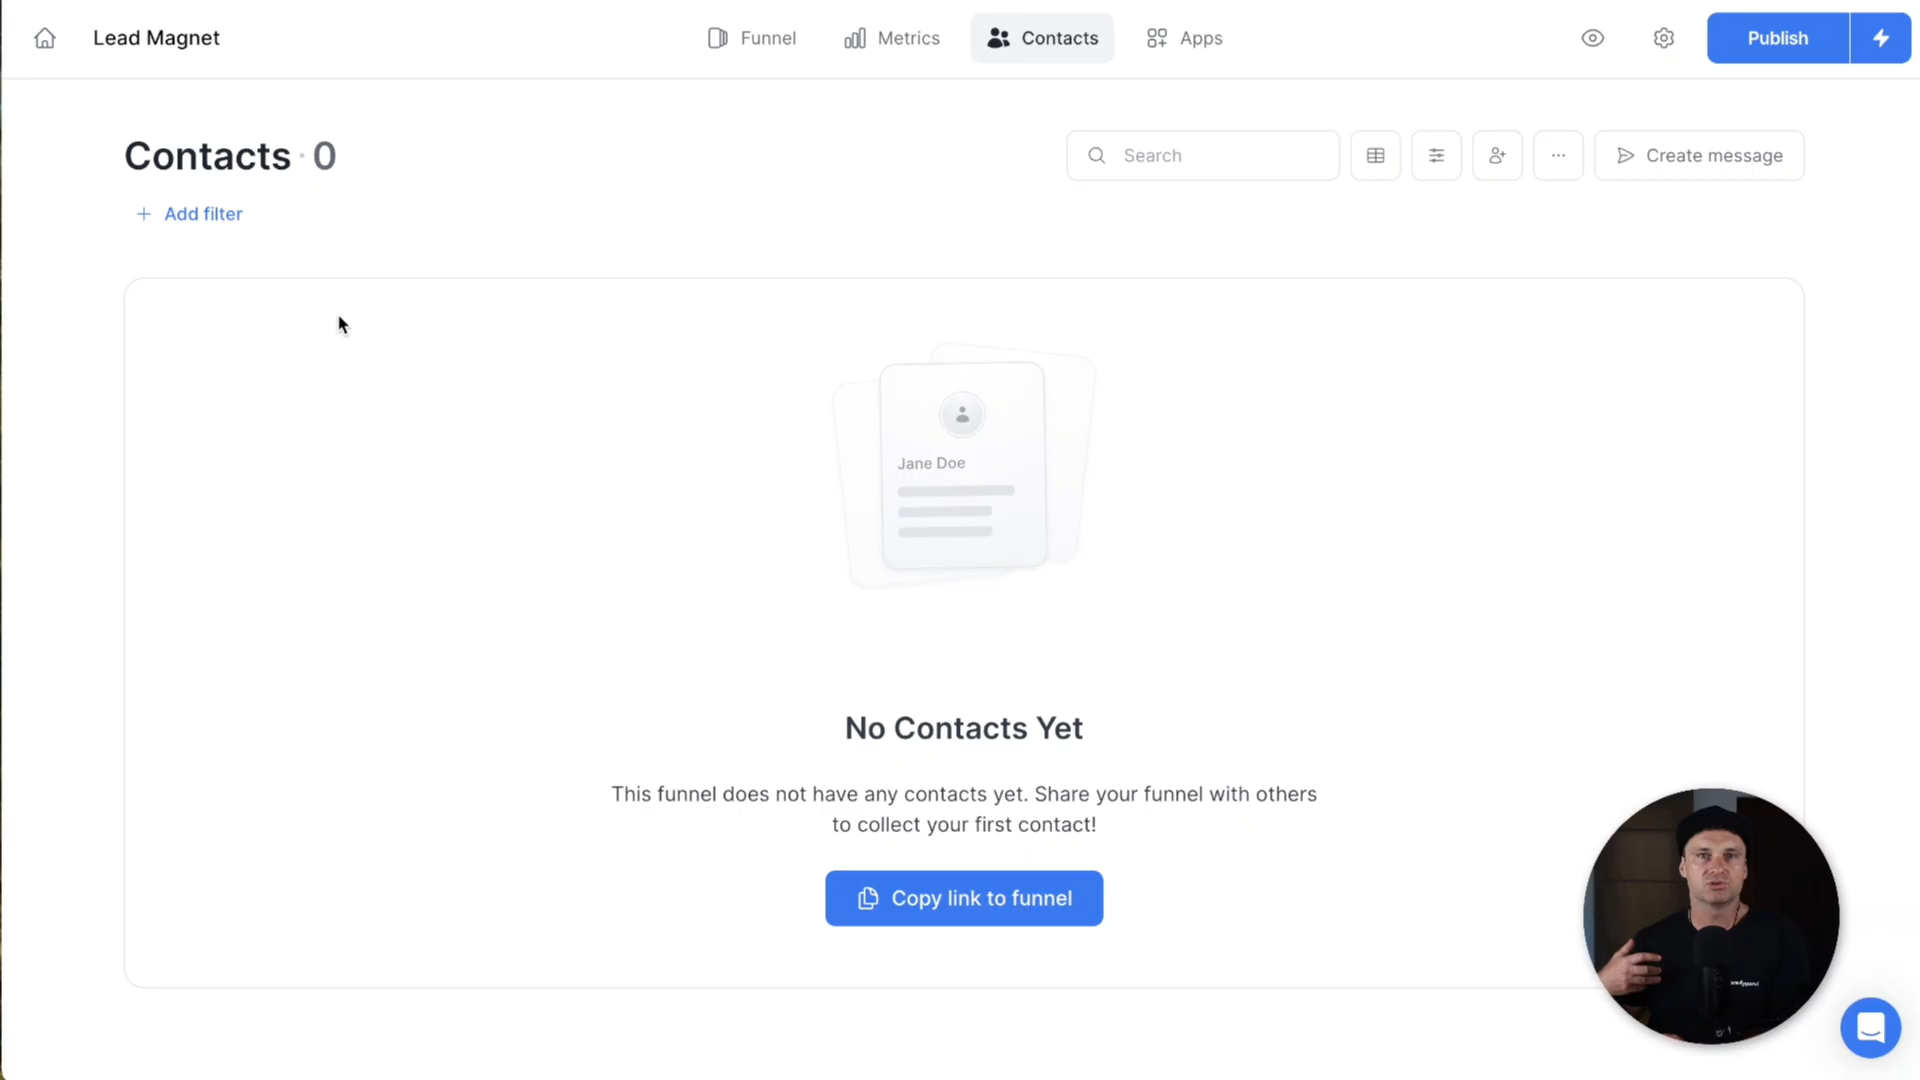 Lead Magnet
Funnel
Metrics
Contacts
Apps
Publish
Contacts · 0
Search
Create message
+ Add filter
Jane Doe
No Contacts Yet
This funnel does not have any contacts yet. Share your funnel with others
to collect your first contact!
Copy link to funnel